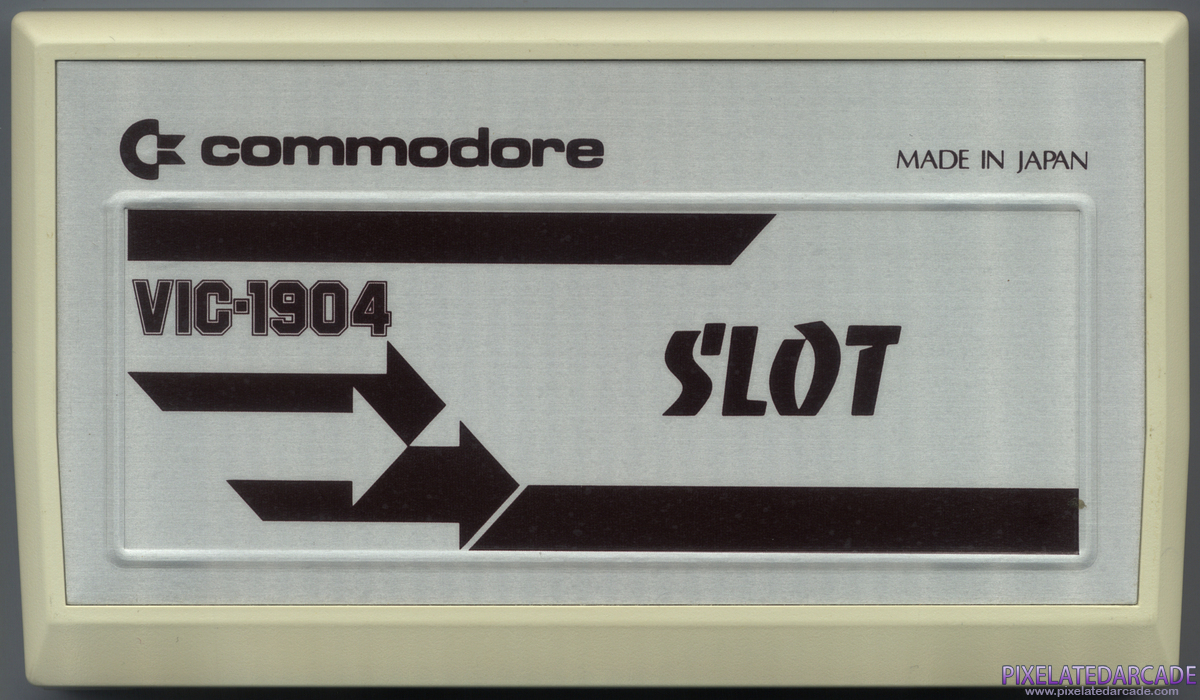 commodore
MADE IN JAPAN
VIC-1904
SLOT
PIXELATEDARCADE
www.pixelatedarcade.com